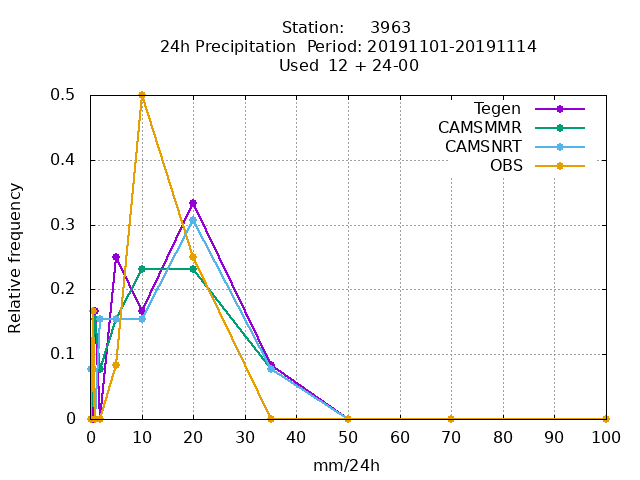 Station:     3963
24h Precipitation  Period: 20191101-20191114
Used  12 + 24-00
Relative frequency
0.5
0.4
0.3
0.2
0.1
0
Tegen
CAMSMMR
CAMSNRT
OBS
0 10 20 30 40 50 60 70 80 90 100
mm/24h